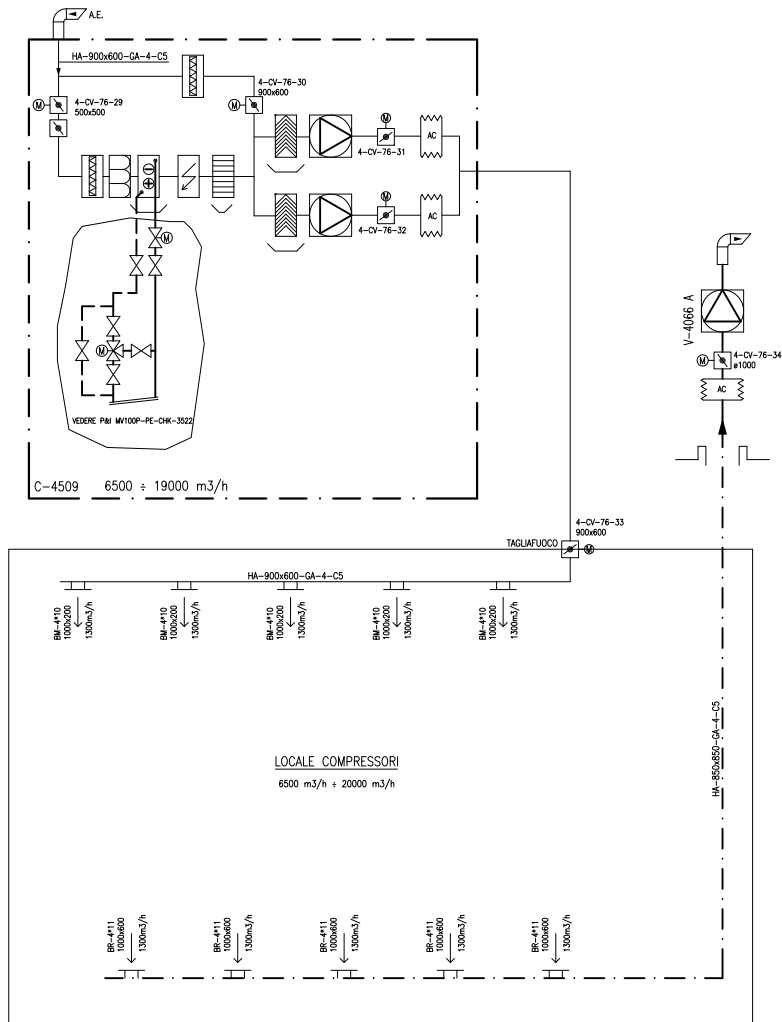 A.E.
HA-900x600-GA-4-C5
4-CV-76-30
900x600
M
M
4-CV-76-29
500x500
M
AC
4-CV-76-31
M
AC
4-CV-76-32
M
M
VEDERE P&I MV100P-PE-CHK-3522
C-4509 6500 ÷ 19000 m3/h
V-4066 A
M
4-CV-76-34
ø1000
AC
4-CV-76-33
900x600
TAGLIAFUOCO
M
HA-900x600-GA-4-C5
BM-4*10
1000x200
1300m3/h
BM-4*10
1000x200
1300m3/h
BM-4*10
1000x200
1300m3/h
BM-4*10
1000x200
1300m3/h
BM-4*10
1000x200
1300m3/h
HA-850x850-GA-4-C5
LOCALE COMPRESSORI
6500 m3/h ÷ 20000 m3/h
BR-4*11
1000x600
1300m3/h
BR-4*11
1000x600
1300m3/h
BR-4*11
1000x600
1300m3/h
BR-4*11
1000x600
1300m3/h
BR-4*11
1000x600
1300m3/h